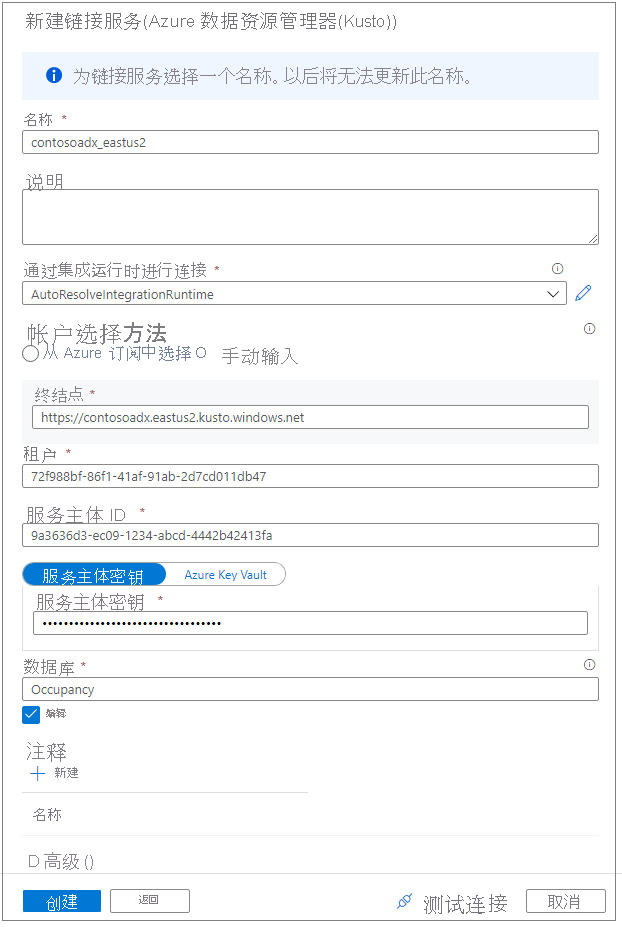 新建链接服务(Azure 数据资源管理器(Kusto))
为链接服务选择一个名称。以后将无法更新此名称。
名称 *
contosoadx_eastus2
说明
通过集成运行时进行连接 *
AutoResolveIntegrationRuntime
帐户选择方法
从 Azure 订阅中选择 O 手动输入
终结点 *
https://contosoadx.eastus2.kusto.windows.net
租户 *
72f988bf-86f1-41af-91ab-2d7cd011db47
服务主体 ID *
9a3636d3-ec09-1234-abcd-4442b42413fa
服务主体密钥 Azure Key Vault
服务主体密钥 *
••••••••••••••••••••••••••••••••••
数据库 *
Occupancy
编辑
注释
新建
名称
D 高级 ()
创建 返回 测试连接 取消